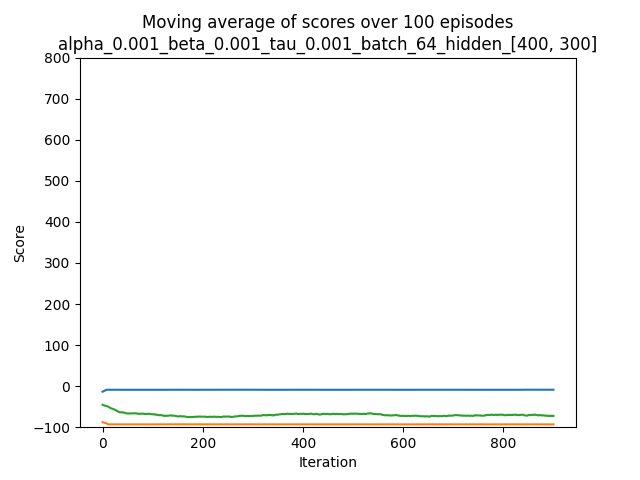 Moving average of scores over 100 episodes
alpha_0.001_beta_0.001_tau_0.001_batch_64_hidden_[400, 300]
800
700
600
500
400
300
200
100
0
−100
Score
0 200 400 600 800
Iteration